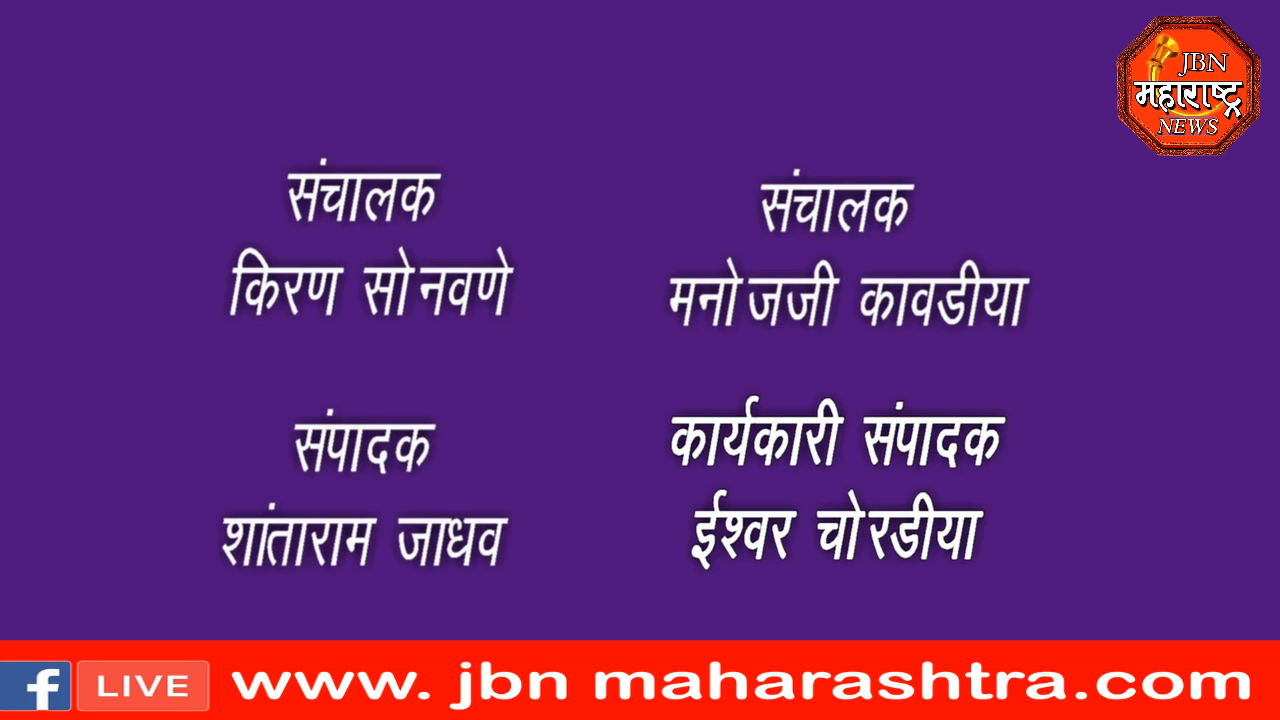 JBN
महाराष्ट्र
NEWS
संचालक
किरण सोनवणे
संचालक
मनोजजी कावडीया
संपादक
शांताराम जाधव
कार्यकारी संपादक
ईश्वर चोरडीया
f LIVE www. jbn maharashtra.com